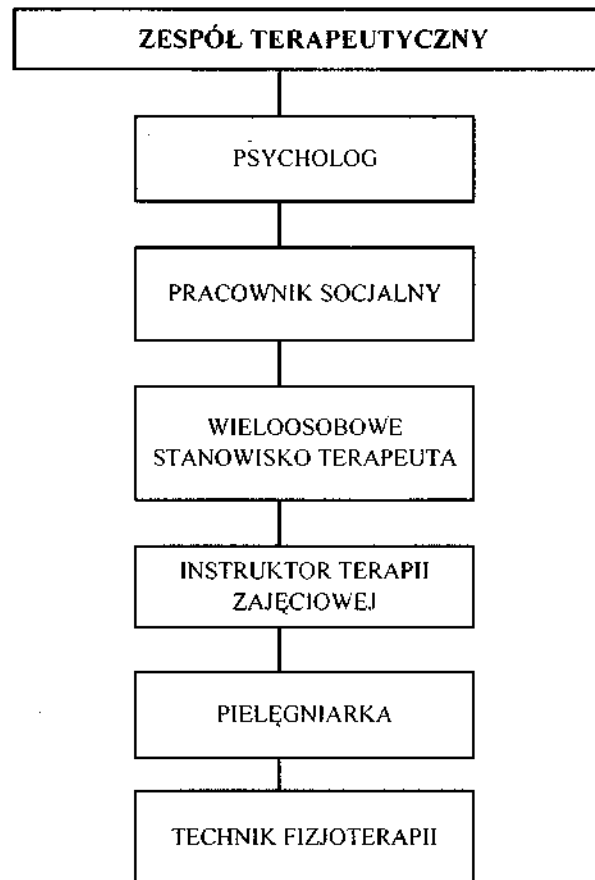 ZESPÓŁ TERAPEUTYCZNY
PSYCHOLOG
PRACOWNIK SOCJALNY
WIELOOSOBOWE
STANOWISKO TERAPEUTA
INSTRUKTOR TERAPII
ZAJĘCIOWEJ
PIELĘGNIARKA
TECHNIK FIZJOTERAPII